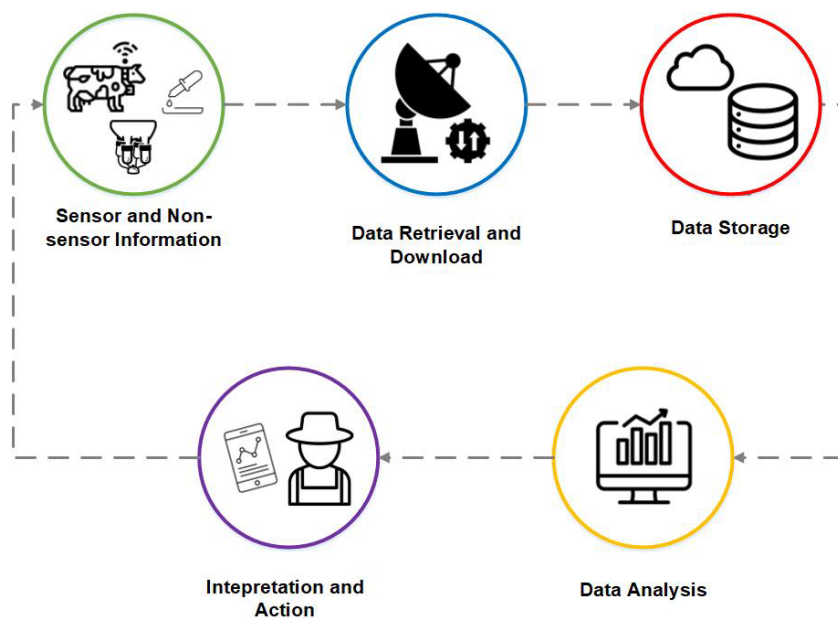 Sensor and Non-
sensor Information
Data Retrieval and
Download
Data Storage
Intepretation and
Action
Data Analysis